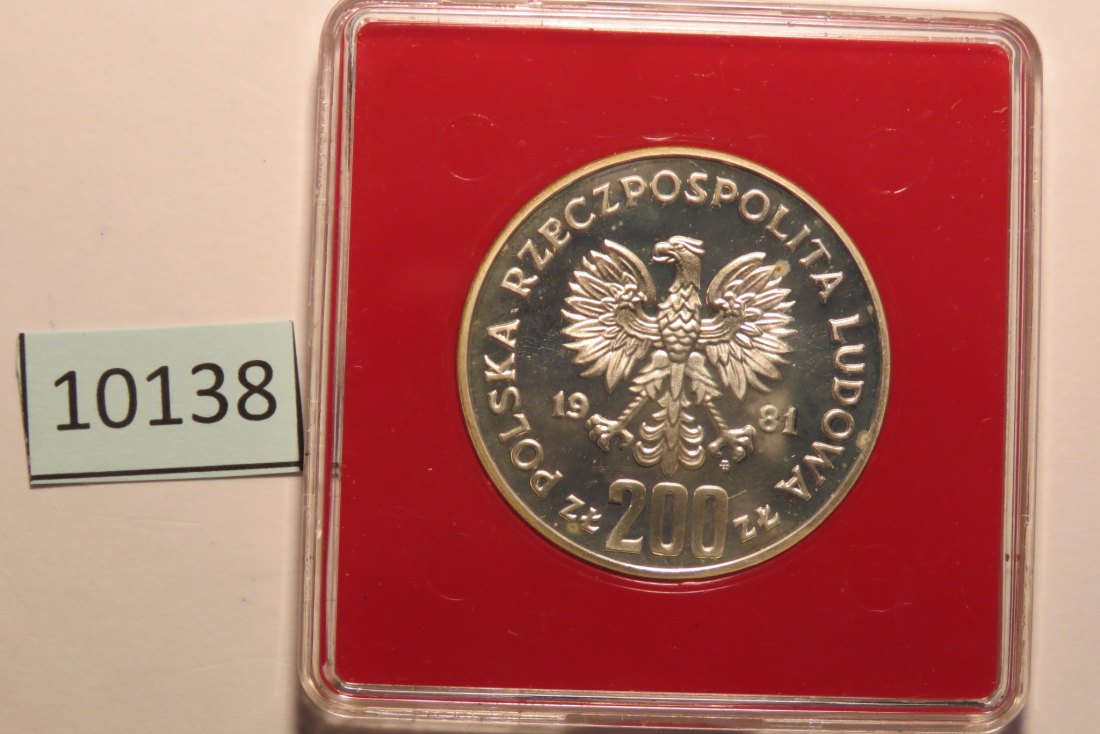 10138
POLSKA RZECZPOSPOLITA LUDOWA
19 81
zł 200 zł